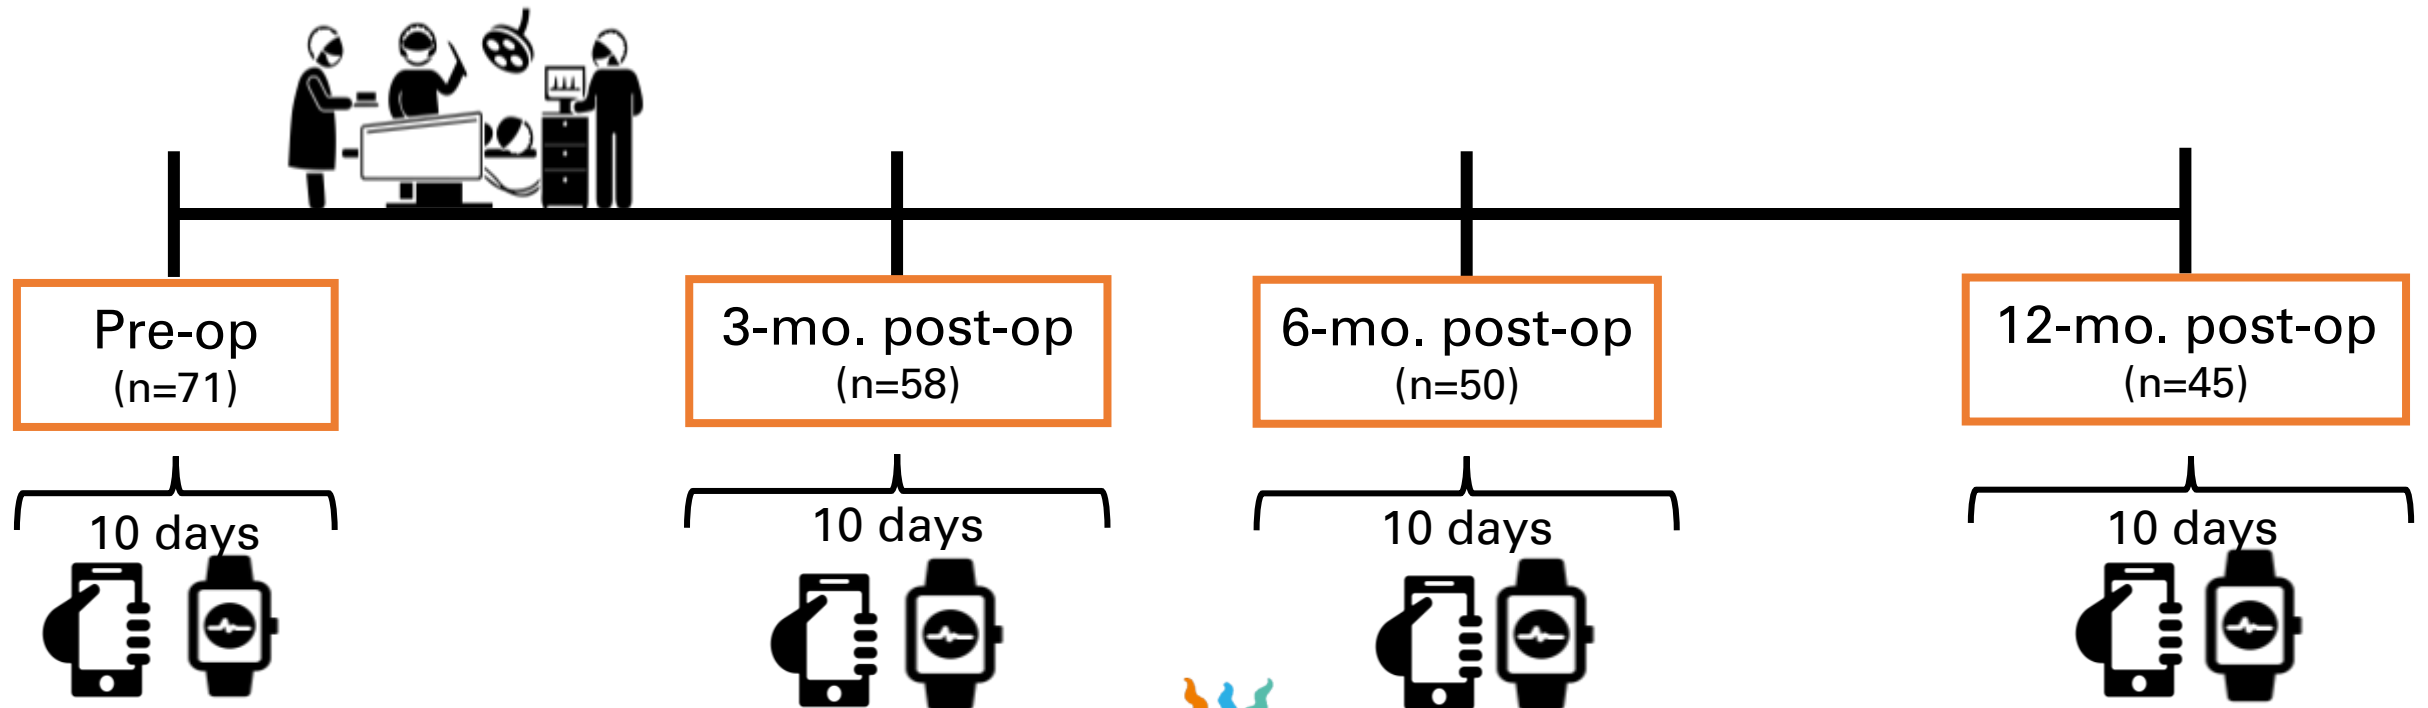 Pre-op
(n=71)
10 days
3-mo. post-op
(n=58)
10 days
6-mo. post-op
(n=50)
10 days
12-mo. post-op
(n=45)
10 days